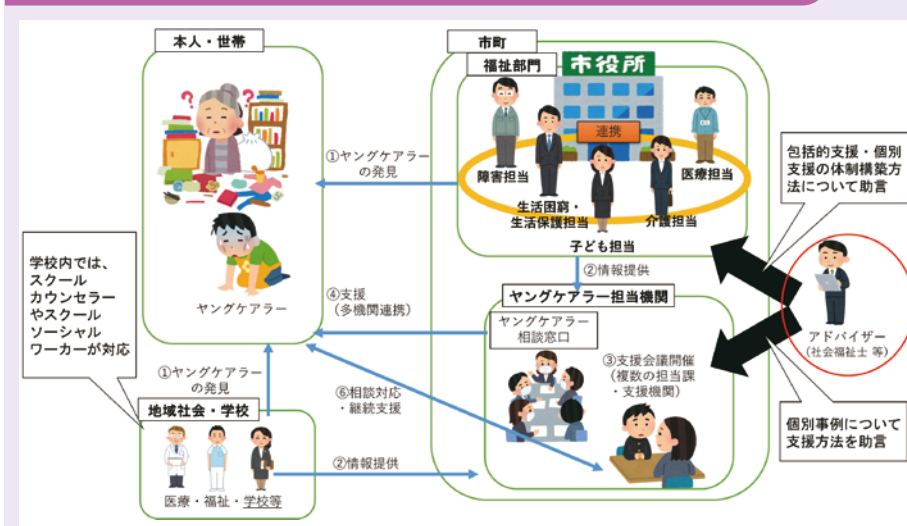 本人・世帯
?
?
①ヤングケアラー
の発見
ヤングケアラー
学校内では、
スクール
カウンセラー
やスクール
ソーシャル
ワーカーが対応
④支援
(多機関連携)
①ヤングケアラー
の発見
地域社会・学校
医療・福祉・学校等
②情報提供
⑥相談対応
・継続支援
市町
福祉部門
市役所
連携
障害担当
生活困窮・
生活保護担当
子ども担当
介護担当
医療担当
②情報提供
ヤングケアラー担当機関
ヤングケアラー
相談窓口
③支援会議開催
(複数の担当課
・支援機関)
包括的支援・個別
支援の体制構築方
法について助言
アドバイザー
(社会福祉士 等)
個別事例について
支援方法を助言